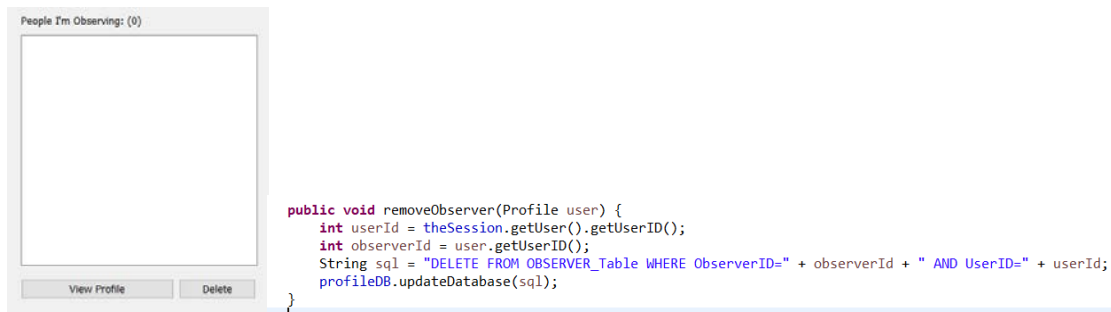 People I'm Observing: (0)
View Profile
Delete
public void removeObserver(Profile user) {
int userId = theSession.getUser().getUserID();
int observerId = user.getUserID();
String sql = "DELETE FROM OBSERVER_Table WHERE ObserverID=" + observerId + " AND UserID=" + userId;
profileDB.updateDatabase(sql);
}